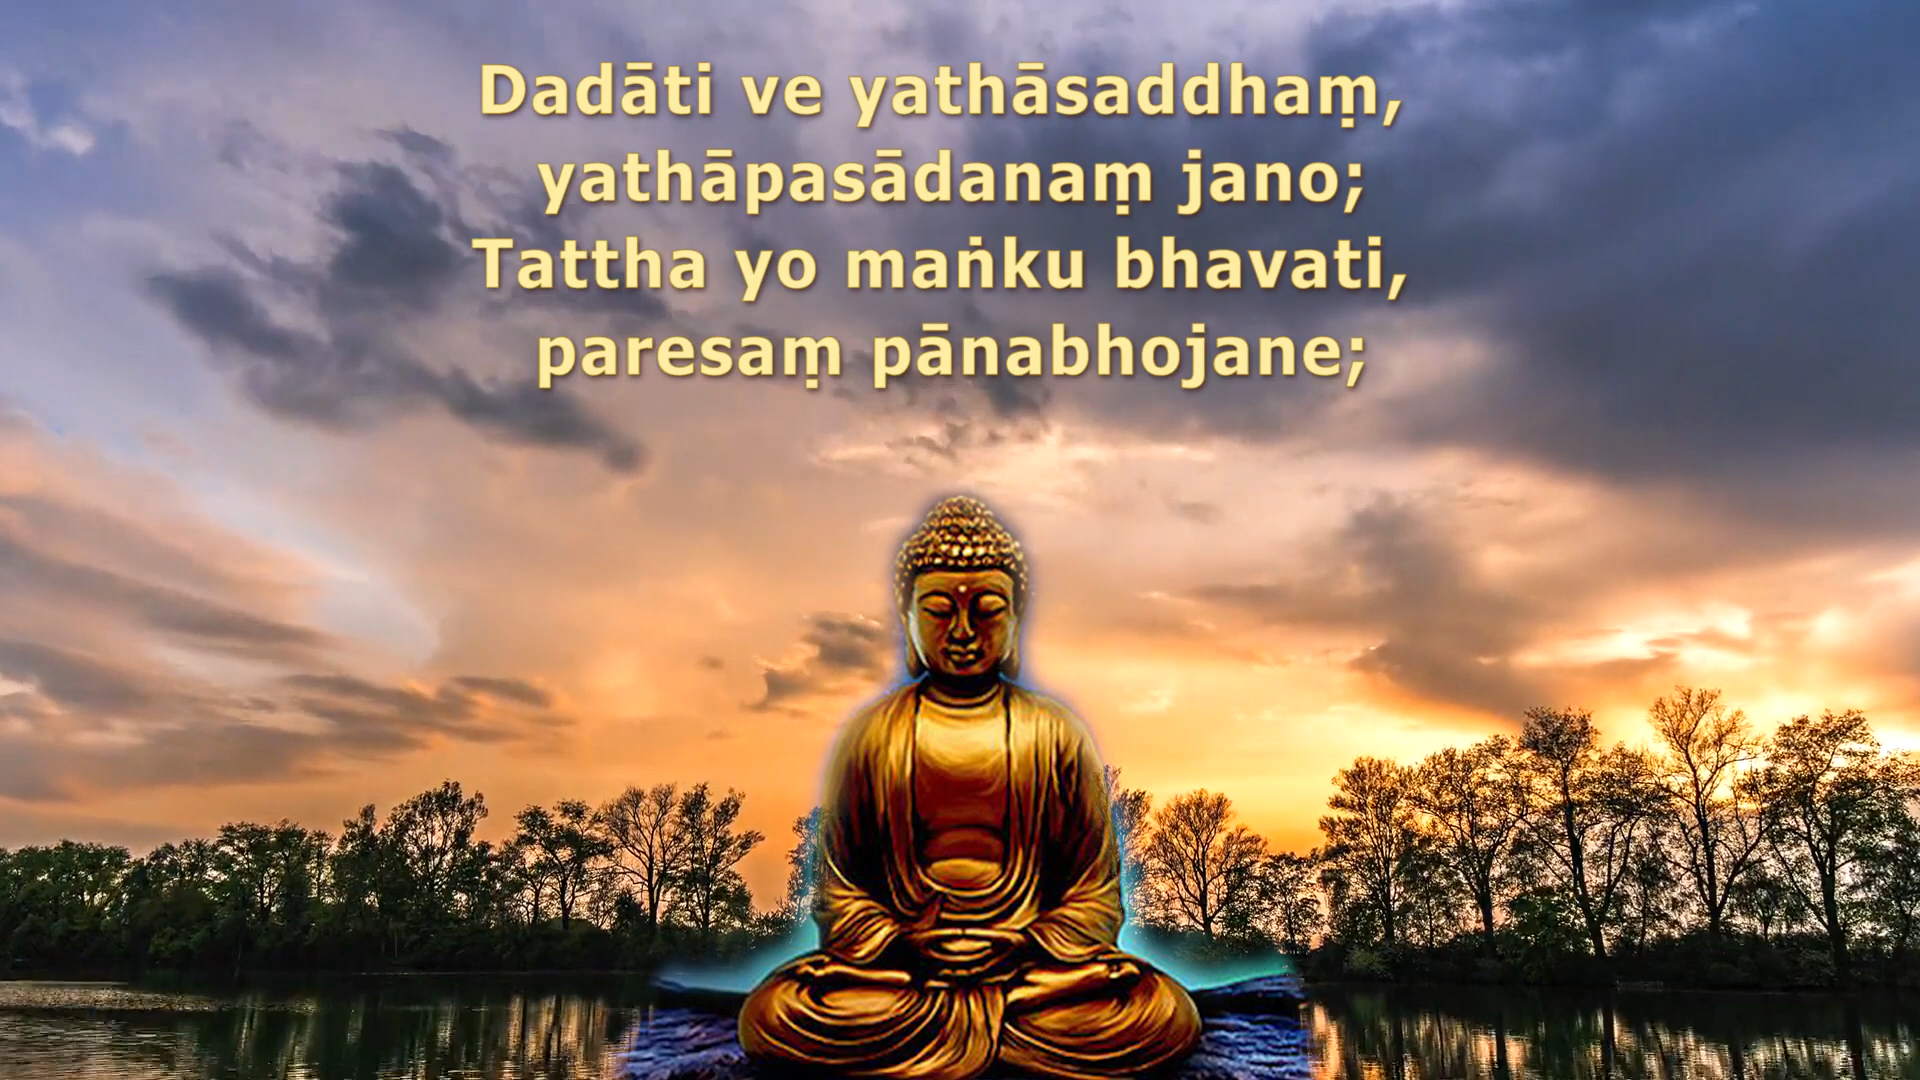 Dadāti ve yathāsaddhaṃ,
yathāpasādanaṃ jano;
Tattha yo maṅku bhavati,
paresaṃ pānabhojane;